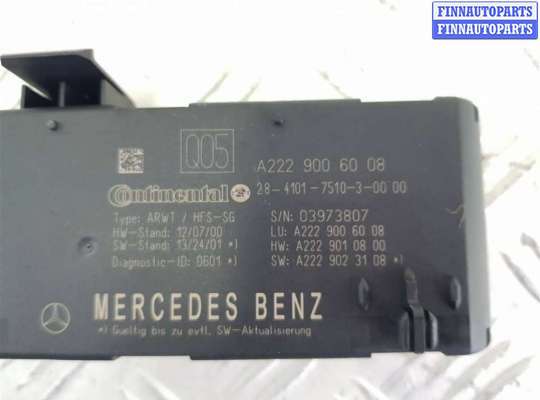 FINNAUTOPARTS
FINNAUTOPARTS
Q05
A222 900 60 08
Continental
28-4101-7510-3-00 00
Type: ARWT / HFS-SG
S/N: 03973807
HW-Stand: 12/07/00
LU: A222 900 60 08
SW-Stand: 13/24/01 *)
HW: A222 901 08 00
Diagnostic-ID: 0601 *)
SW: A222 902 31 08 *)
MERCEDES BENZ
*) Gueltig bis zu evtl. SW-Aktualisierung